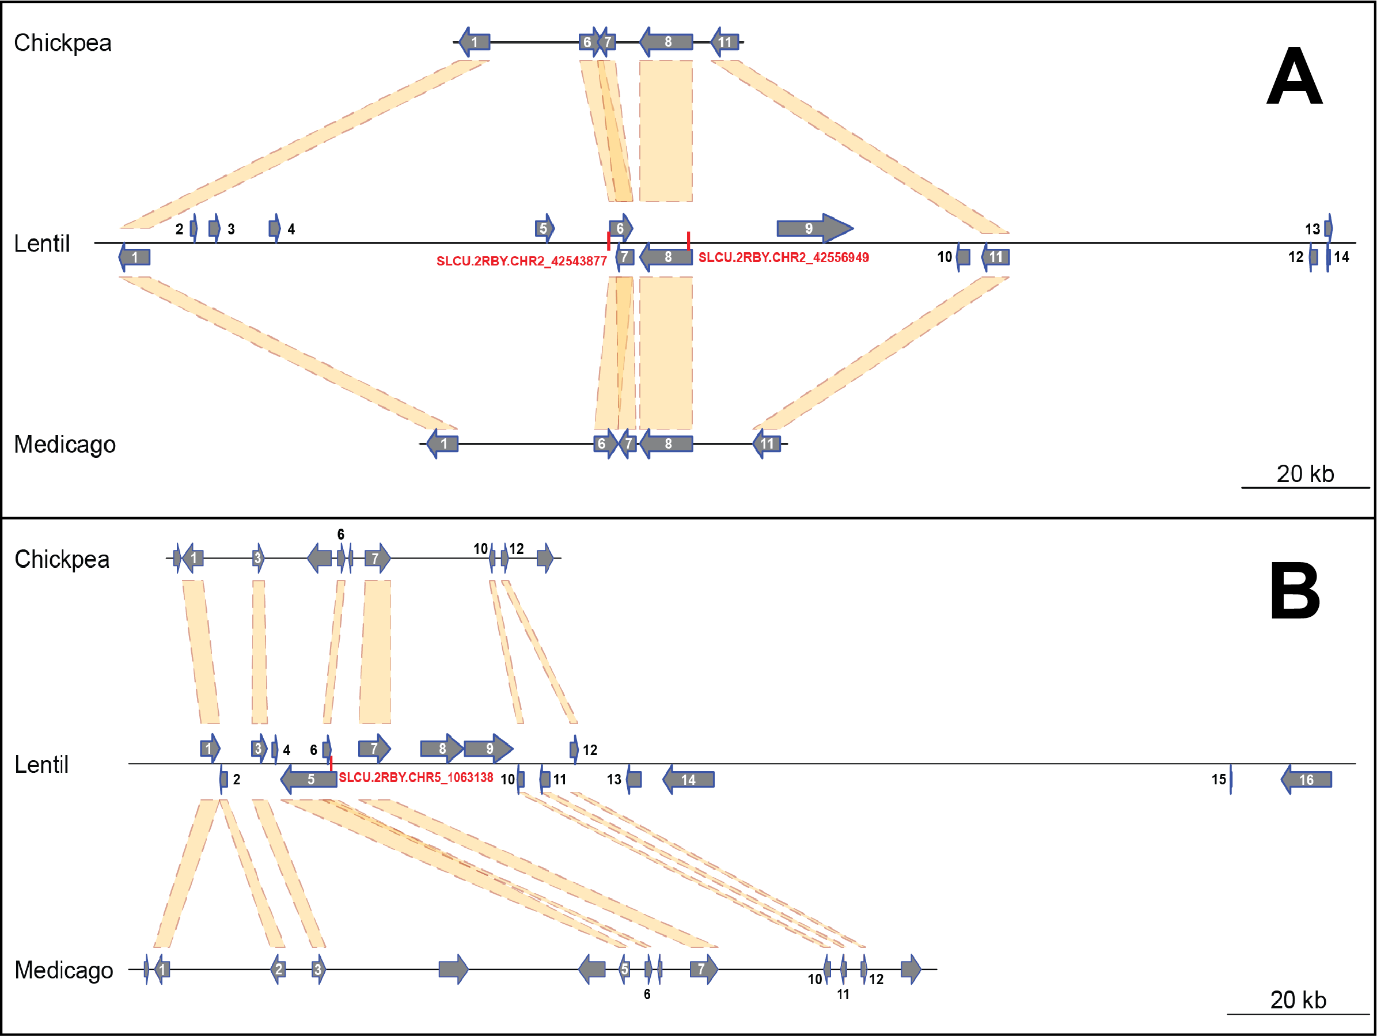 Chickpea
1 6 7 8 11
A
2 3 4 5 6 9 13
Lentil
1 SLCU.2RBY.CHR2_42543877 7 8 SLCU.2RBY.CHR2_42556949 10 11 12 14
Medicago
1 6 7 8 11
20 kb
6
Chickpea
1 3 7 10 12
B
1 3 4 6 7 8 9 12
Lentil
2 5 SLCU.2RBY.CHR5_1063138 10 11 13 14 15 16
Medicago
1 2 3 5 7 10 12
6 11
20 kb